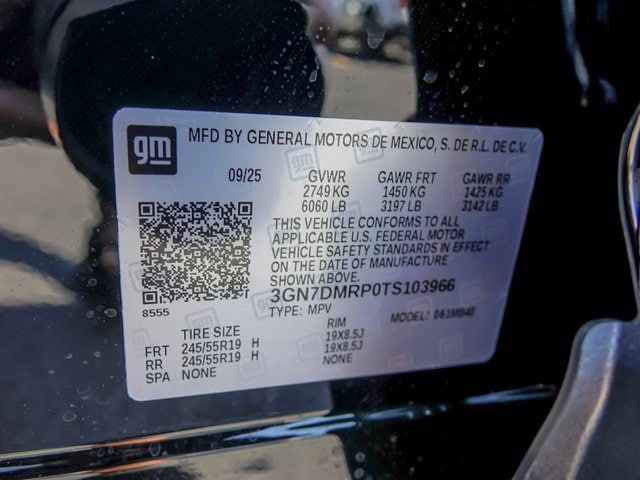 gm
MFD BY GENERAL MOTORS DE MEXICO, S. DE R.L. DE C.V.
09/25 GVWR GAWR FRT GAWR RR
2749 KG 1450 KG 1425 KG
6060 LB 3197 LB 3142 LB
THIS VEHICLE CONFORMS TO ALL
APPLICABLE U.S. FEDERAL MOTOR
VEHICLE SAFETY STANDARDS IN EFFECT
ON THE DATE OF MANUFACTURE
SHOWN ABOVE.
3GN7DMRP0TS103966
8555
TYPE: MPV MODEL: 861MB48
TIRE SIZE RIM
FRT 245/55R19 H 19X8.5J
RR 245/55R19 H 19X8.5J
SPA NONE NONE